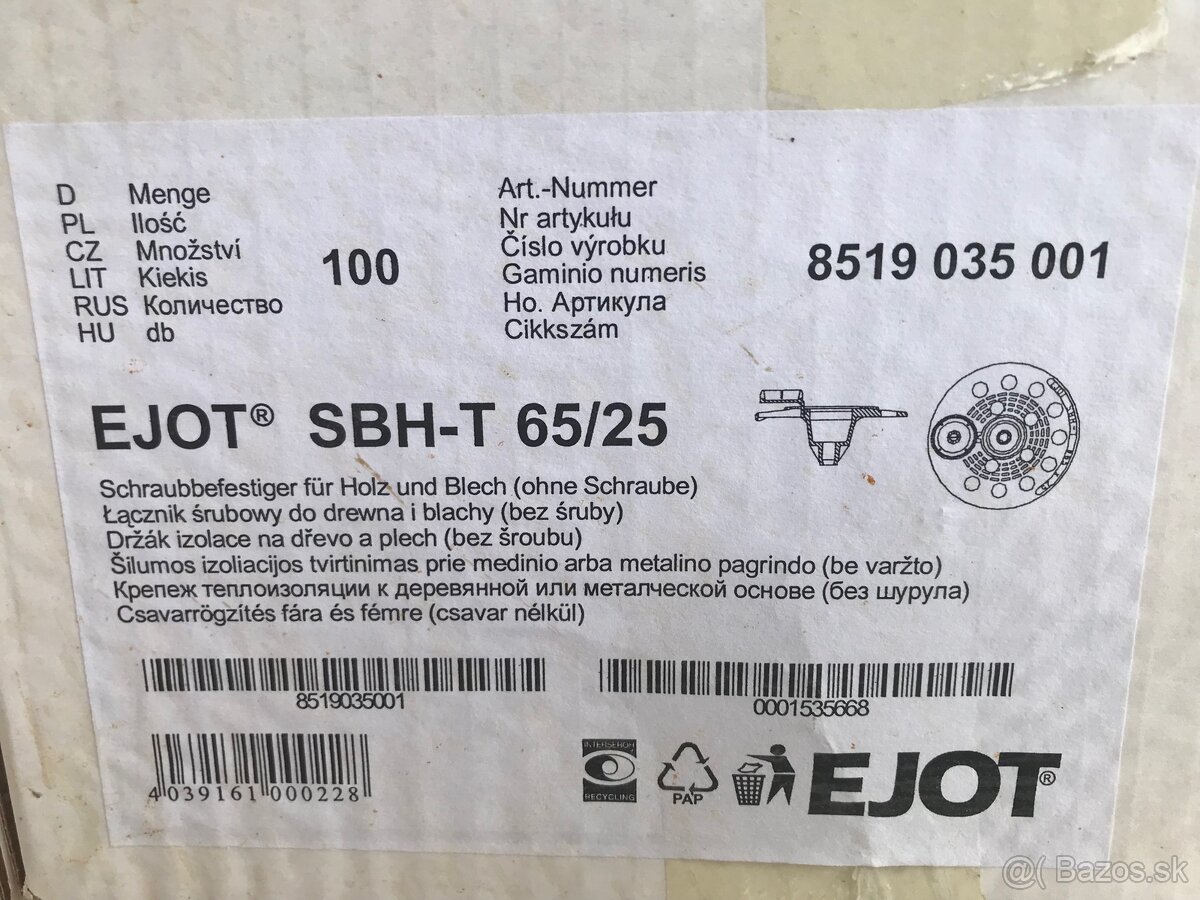 D Menge
PL Ilość
CZ Množství
LIT Kiekis
RUS Количество
HU db
100
Art.-Nummer
Nr artykułu
Číslo výrobku
Gaminio numeris
Но. Артикула
Cikkszám
8519 035 001
EJOT® SBH-T 65/25
Schraubbefestiger für Holz und Blech (ohne Schraube)
Łącznik śrubowy do drewna i blachy (bez śruby)
Držák izolace na dřevo a plech (bez šroubu)
Šilumos izoliacijos tvirtinimas prie medinio arba metalino pagrindo (be varžto)
Крепеж теплоизоляции к деревянной или металческой основе (без шурупа)
Csavarrögzítés fára és fémre (csavar nélkül)
8519035001
0001535668
4 039161 000228
INTERSEROH
RECYCLING
PAP
EJOT®
@( Bazos.sk